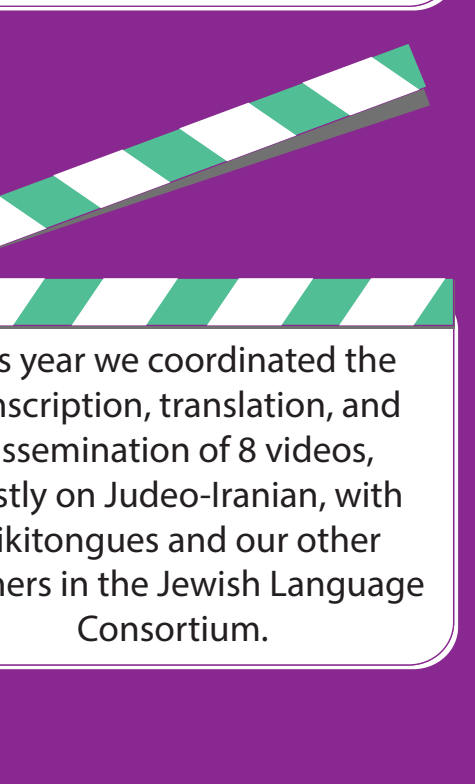 s year we coordinated the
nscription, translation, and
ssemination of 8 videos,
stly on Judeo-Iranian, with
ikitongues and our other
ners in the Jewish Language
Consortium.